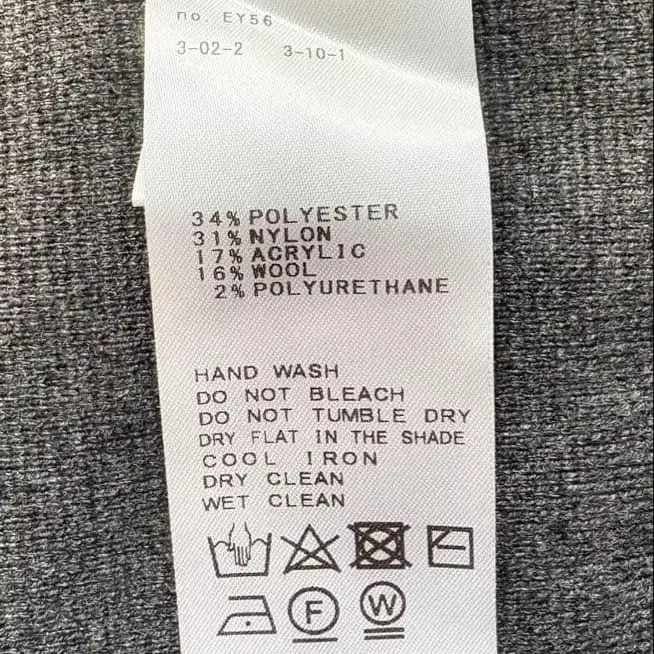 no. EY56
3-02-2 3-10-1
34% POLYESTER
31% NYLON
17% ACRYLIC
16% WOOL
2% POLYURETHANE
HAND WASH
DO NOT BLEACH
DO NOT TUMBLE DRY
DRY FLAT IN THE SHADE
COOL IRON
DRY CLEAN
WET CLEAN
F W